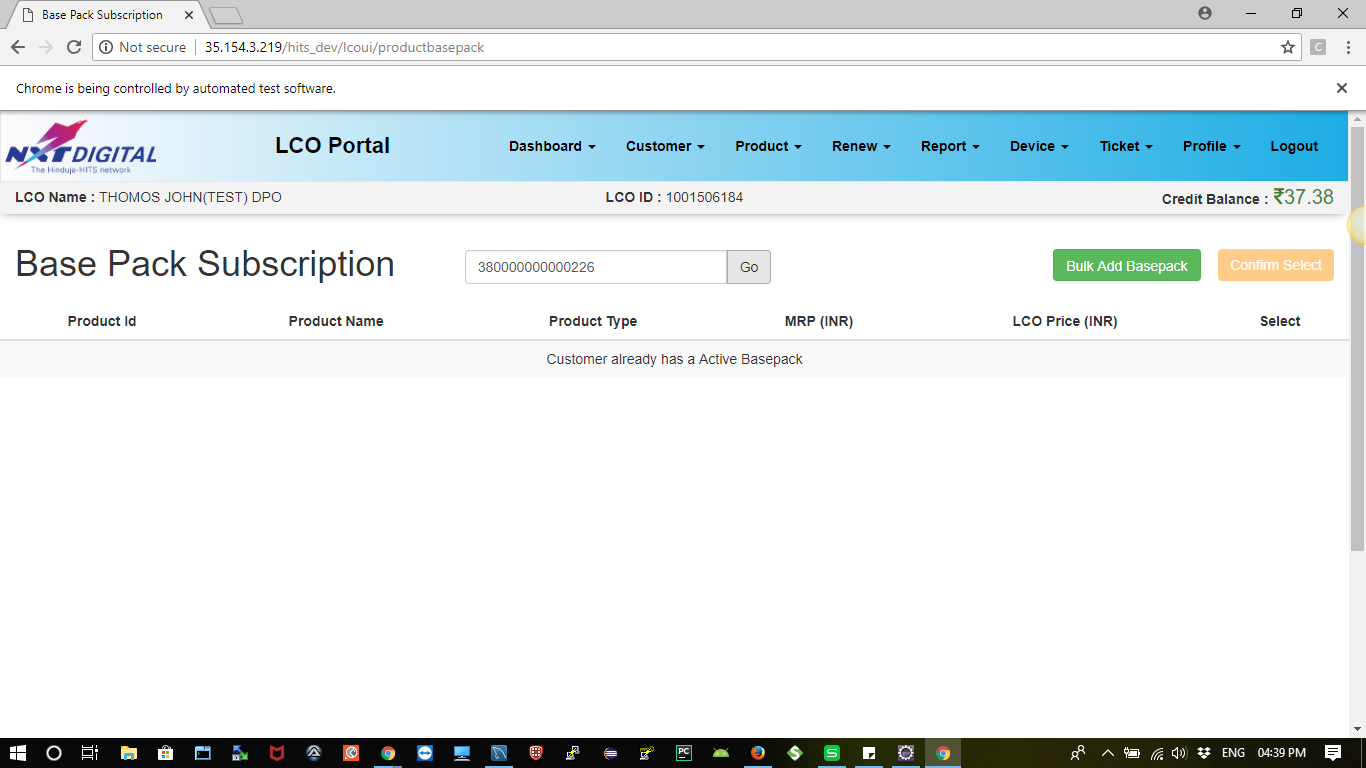 Base Pack Subscription
Not secure 35.154.3.219/hits_dev/lcoui/productbasepack C
Chrome is being controlled by automated test software.
NXTDIGITAL
The Hinduja-HITS network
LCO Portal Dashboard Customer Product Renew Report Device Ticket Profile Logout
LCO Name : THOMOS JOHN(TEST) DPO LCO ID : 1001506184 Credit Balance : ₹37.38
Base Pack Subscription 380000000000226 Go Bulk Add Basepack Confirm Select
Product Id Product Name Product Type MRP (INR) LCO Price (INR) Select
Customer already has a Active Basepack
PC S ENG 04:39 PM